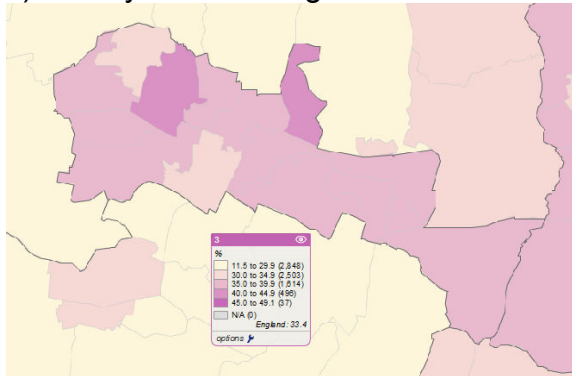 3
%
11.5 to 29.9 (2,848)
30.0 to 34.9 (2,503)
35.0 to 39.9 (1,614)
40.0 to 44.9 (496)
45.0 to 49.1 (37)
N/A (0)
England: 33.4
options